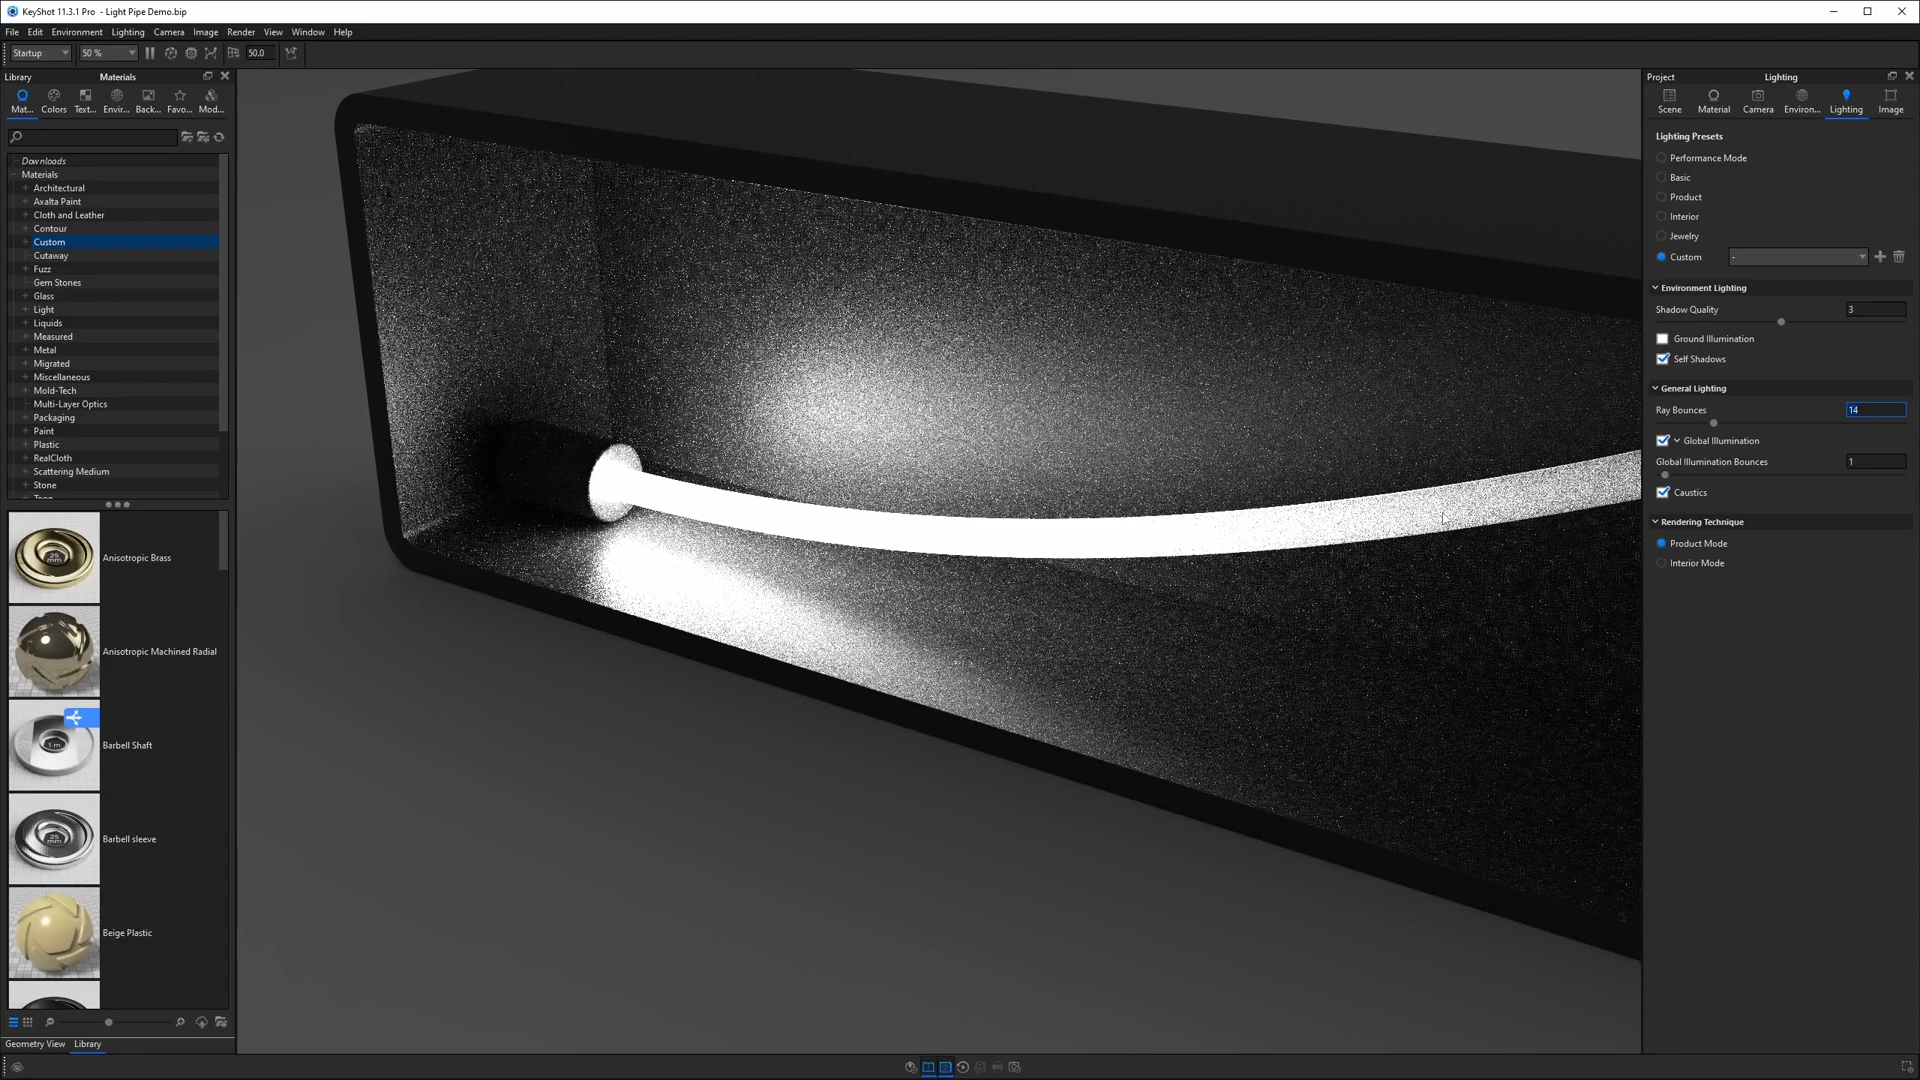 KeyShot 11.3.1 Pro - Light Pipe Demo.bip
File Edit Environment Lighting Camera Image Render View Window Help
Startup 50 % 50.0
Library Materials
Mat... Colors Text... Envir... Back... Favo... Mod...
Downloads
Materials
Architectural
Axalta Paint
Cloth and Leather
Contour
Custom
Cutaway
Fuzz
Gem Stones
Glass
Light
Liquids
Measured
Metal
Migrated
Miscellaneous
Mold-Tech
Multi-Layer Optics
Packaging
Paint
Plastic
RealCloth
Scattering Medium
Stone
Anisotropic Brass
Anisotropic Machined Radial
Barbell Shaft
Barbell sleeve
Beige Plastic
Geometry View Library
Project Lighting
Scene Material Camera Environ... Lighting Image
Lighting Presets
Performance Mode
Basic
Product
Interior
Jewelry
Custom -
Environment Lighting
Shadow Quality 3
Ground Illumination
Self Shadows
General Lighting
Ray Bounces 14
Global Illumination
Global Illumination Bounces 1
Caustics
Rendering Technique
Product Mode
Interior Mode